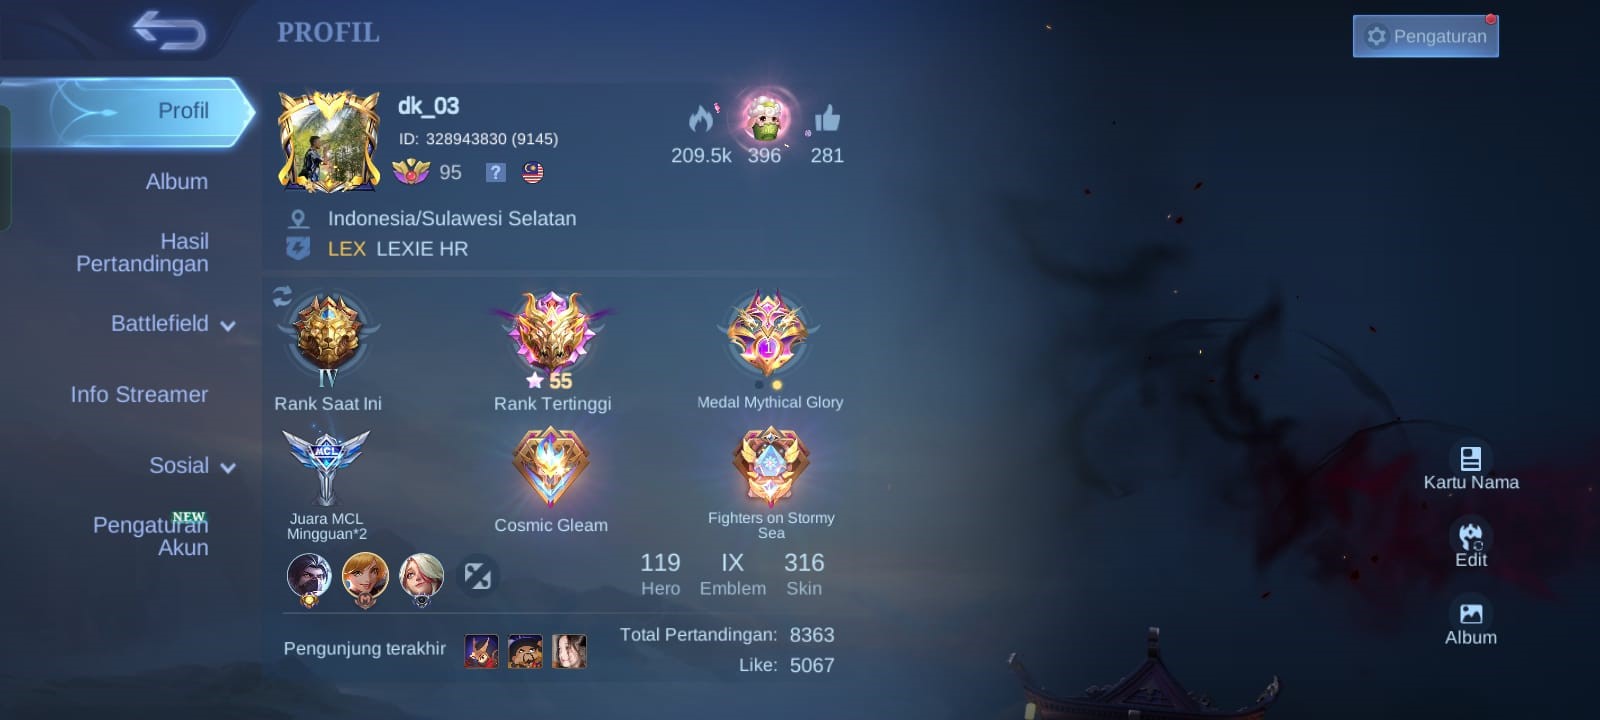 PROFIL
Pengaturan
Profil
Album
Hasil
Pertandingan
Battlefield
Info Streamer
Sosial
NEW
Pengaturan
Akun
dk_03
ID: 328943830 (9145)
95
?
209.5k
396
281
Indonesia/Sulawesi Selatan
LEX LEXIE HR
IV
Rank Saat Ini
55
Rank Tertinggi
1
Medal Mythical Glory
MCL
Juara MCL
Mingguan*2
Cosmic Gleam
Fighters on Stormy
Sea
119
Hero
IX
Emblem
316
Skin
Pengunjung terakhir
Total Pertandingan: 8363
Like: 5067
Kartu Nama
Edit
Album